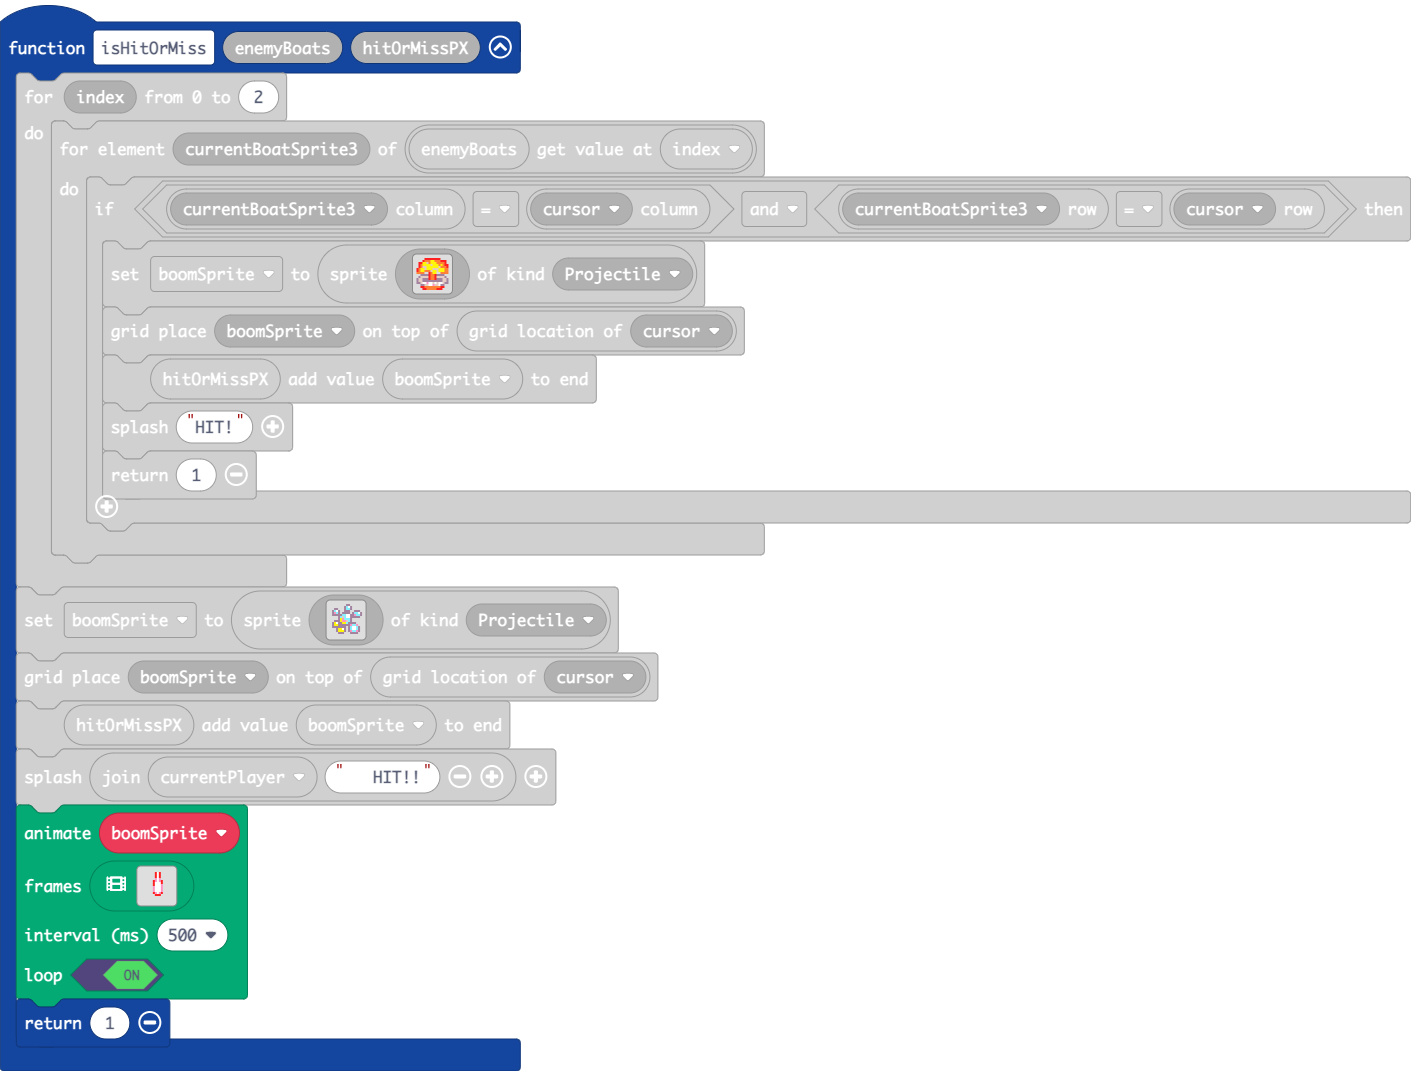 function isHitOrMiss enemyBoats hitOrMissPX
for index from 0 to 2
do
for element currentBoatSprite3 of enemyBoats get value at index
do
if currentBoatSprite3 column = cursor column and currentBoatSprite3 row = cursor row then
set boomSprite to sprite of kind Projectile
grid place boomSprite on top of grid location of cursor
hitOrMissPX add value boomSprite to end
splash "HIT!"
return 1
set boomSprite to sprite of kind Projectile
grid place boomSprite on top of grid location of cursor
hitOrMissPX add value boomSprite to end
splash join currentPlayer " HIT!!"
animate boomSprite
frames
interval (ms) 500
loop ON
return 1